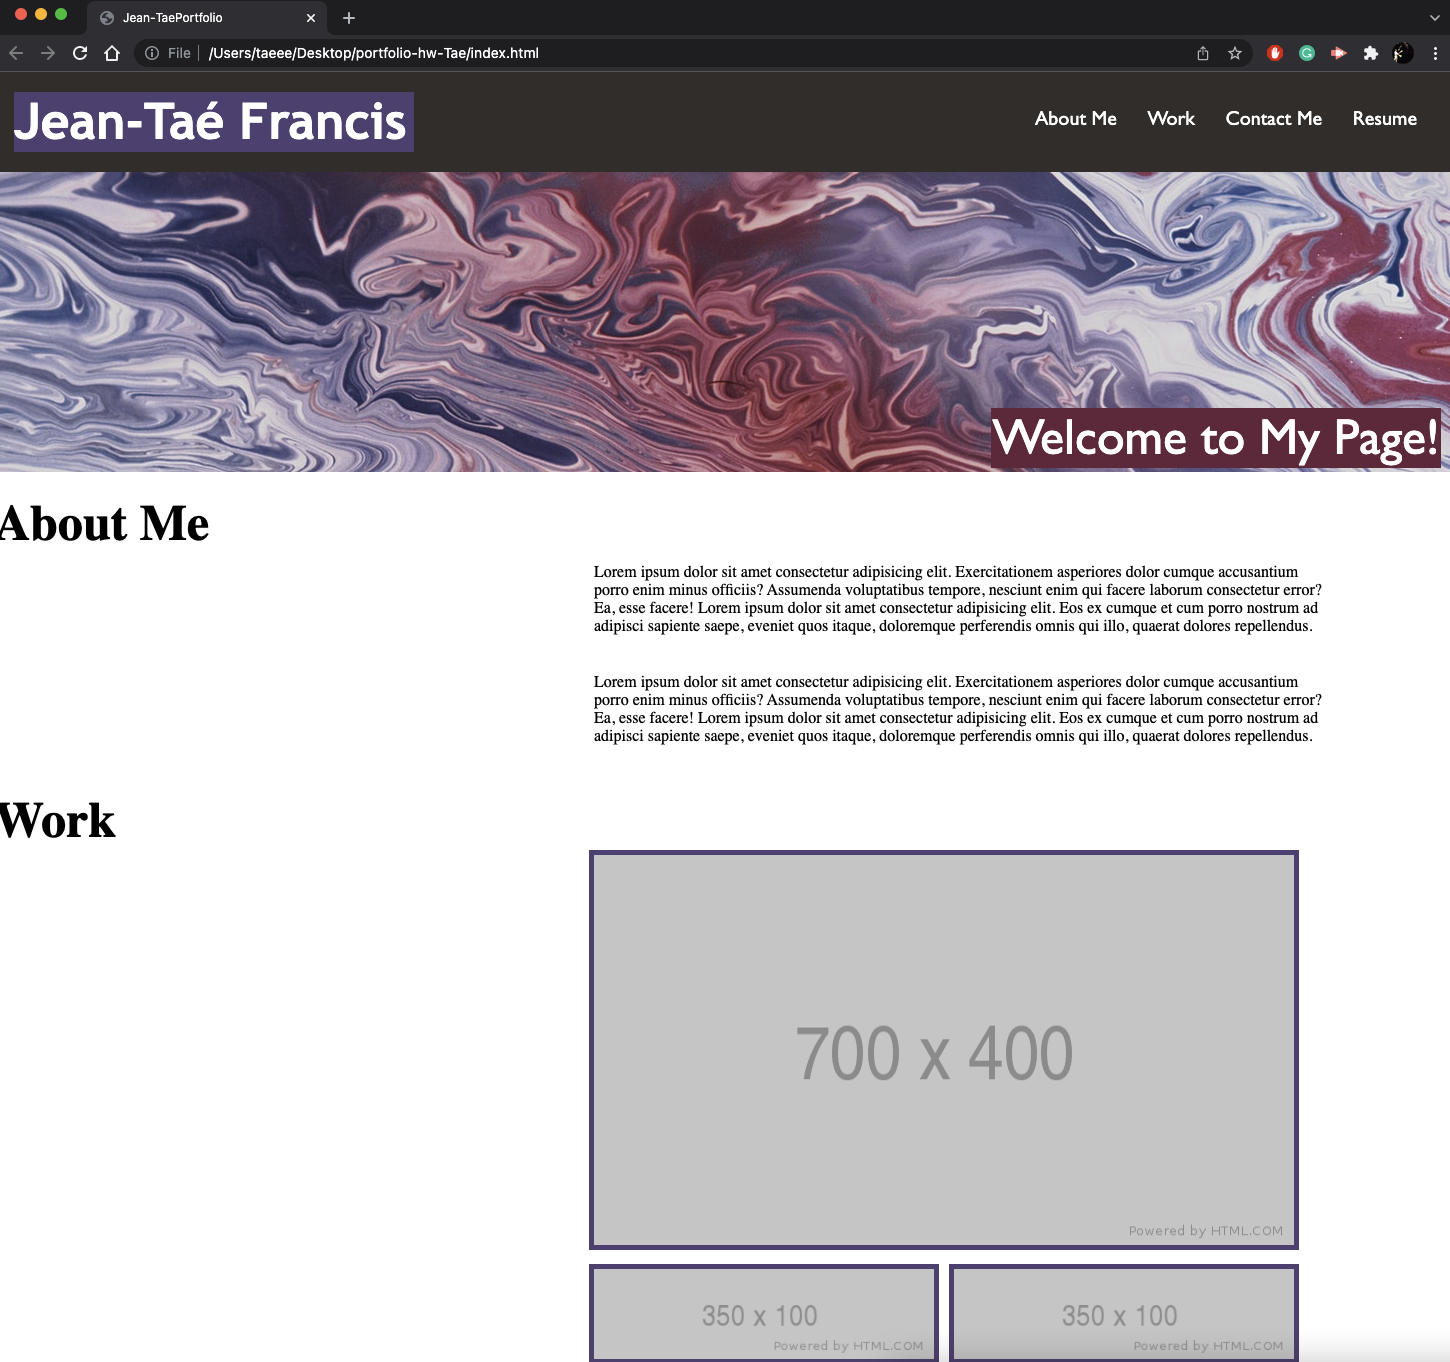 Jean-TaePortfolio
File /Users/taeee/Desktop/portfolio-hw-Tae/index.html
Jean-Taé Francis
About Me Work Contact Me Resume
Welcome to My Page!
About Me
Lorem ipsum dolor sit amet consectetur adipisicing elit. Exercitationem asperiores dolor cumque accusantium
porro enim minus officiis? Assumenda voluptatibus tempore, nesciunt enim qui facere laborum consectetur error?
Ea, esse facere! Lorem ipsum dolor sit amet consectetur adipisicing elit. Eos ex cumque et cum porro nostrum ad
adipisci sapiente saepe, eveniet quos itaque, doloremque perferendis omnis qui illo, quaerat dolores repellendus.
Lorem ipsum dolor sit amet consectetur adipisicing elit. Exercitationem asperiores dolor cumque accusantium
porro enim minus officiis? Assumenda voluptatibus tempore, nesciunt enim qui facere laborum consectetur error?
Ea, esse facere! Lorem ipsum dolor sit amet consectetur adipisicing elit. Eos ex cumque et cum porro nostrum ad
adipisci sapiente saepe, eveniet quos itaque, doloremque perferendis omnis qui illo, quaerat dolores repellendus.
Work
700 x 400
Powered by HTML.COM
350 x 100
Powered by HTML.COM
350 x 100
Powered by HTML.COM